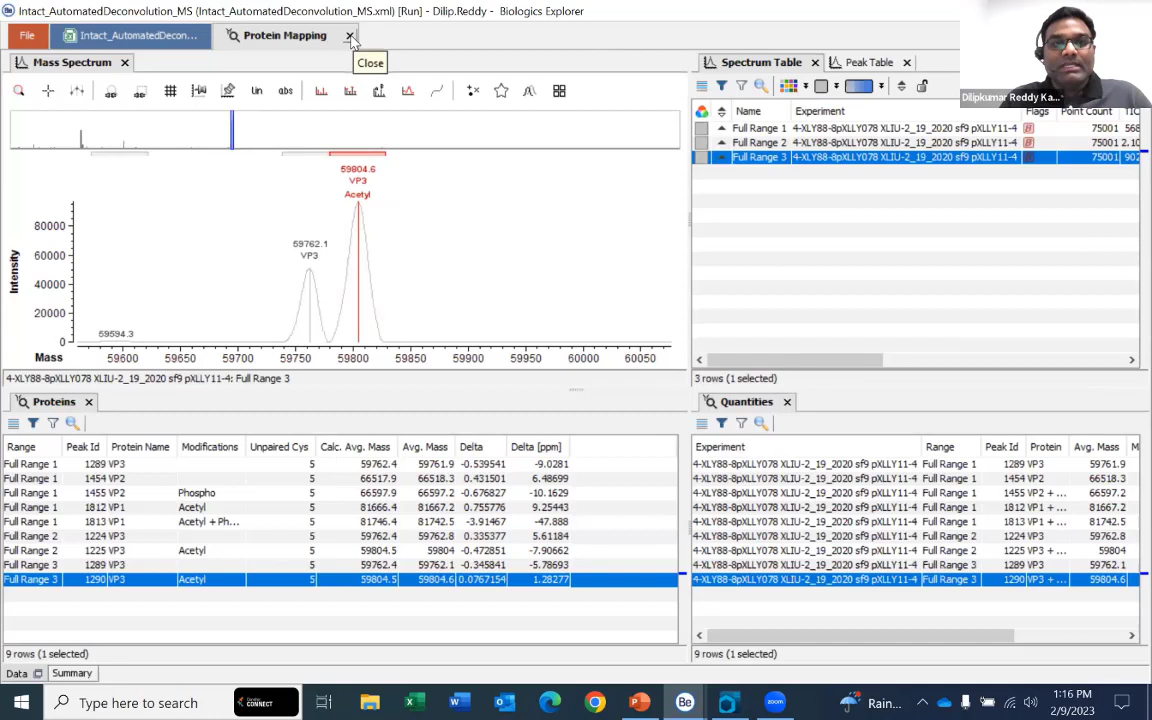 Intact_AutomatedDeconvolution_MS (Intact_AutomatedDeconvolution_MS.xml) [Run] - Dilip.Reddy - Biologics Explorer
File
Intact_AutomatedDecon...
Protein Mapping
Close
Dilipkumar Reddy Ka...
Mass Spectrum
lin
abs
59804.6
VP3
Acetyl
59762.1
VP3
59594.3
Intensity
80000
60000
40000
20000
0
Mass 59600 59650 59700 59750 59800 59850 59900 59950 60000 60050
4-XLY88-8pXLLY078 XLIU-2_19_2020 sf9 pXLLY11-4: Full Range 3
Spectrum Table
Peak Table
Name Experiment Flags Point Count TIC
Full Range 1 4-XLY88-8pXLLY078 XLIU-2_19_2020 sf9 pXLLY11-4 B 75001 568
Full Range 2 4-XLY88-8pXLLY078 XLIU-2_19_2020 sf9 pXLLY11-4 B 75001 2.10
Full Range 3 4-XLY88-8pXLLY078 XLIU-2_19_2020 sf9 pXLLY11-4 75001 902
3 rows (1 selected)
Proteins
Range Peak Id Protein Name Modifications Unpaired Cys Calc. Avg. Mass Avg. Mass Delta Delta [ppm]
Full Range 1 1289 VP3 5 59762.4 59761.9 -0.539541 -9.0281
Full Range 1 1454 VP2 5 66517.9 66518.3 0.431501 6.48699
Full Range 1 1455 VP2 Phospho 5 66597.9 66597.2 -0.676827 -10.1629
Full Range 1 1812 VP1 Acetyl 5 81666.4 81667.2 0.755776 9.25443
Full Range 1 1813 VP1 Acetyl + Ph... 5 81746.4 81742.5 -3.91467 -47.888
Full Range 2 1224 VP3 5 59762.4 59762.8 0.335377 5.61184
Full Range 2 1225 VP3 Acetyl 5 59804.5 59804 -0.472851 -7.90662
Full Range 3 1289 VP3 5 59762.4 59762.1 -0.345841 -5.78693
Full Range 3 1290 VP3 Acetyl 5 59804.5 59804.6 0.0767154 1.28277
9 rows (1 selected)
Quantities
Experiment Range Peak Id Protein Avg. Mass M
4-XLY88-8pXLLY078 XLIU-2_19_2020 sf9 pXLLY11-4 Full Range 1 1289 VP3 59761.9
4-XLY88-8pXLLY078 XLIU-2_19_2020 sf9 pXLLY11-4 Full Range 1 1454 VP2 66518.3
4-XLY88-8pXLLY078 XLIU-2_19_2020 sf9 pXLLY11-4 Full Range 1 1455 VP2 + ... 66597.2
4-XLY88-8pXLLY078 XLIU-2_19_2020 sf9 pXLLY11-4 Full Range 1 1812 VP1 + ... 81667.2
4-XLY88-8pXLLY078 XLIU-2_19_2020 sf9 pXLLY11-4 Full Range 1 1813 VP1 + ... 81742.5
4-XLY88-8pXLLY078 XLIU-2_19_2020 sf9 pXLLY11-4 Full Range 2 1224 VP3 59762.8
4-XLY88-8pXLLY078 XLIU-2_19_2020 sf9 pXLLY11-4 Full Range 2 1225 VP3 + ... 59804
4-XLY88-8pXLLY078 XLIU-2_19_2020 sf9 pXLLY11-4 Full Range 3 1289 VP3 59762.1
4-XLY88-8pXLLY078 XLIU-2_19_2020 sf9 pXLLY11-4 Full Range 3 1290 VP3 + ... 59804.6
9 rows (1 selected)
Data Summary
Type here to search
CONNECT
Be
zoom
Rain...
1:16 PM
2/9/2023